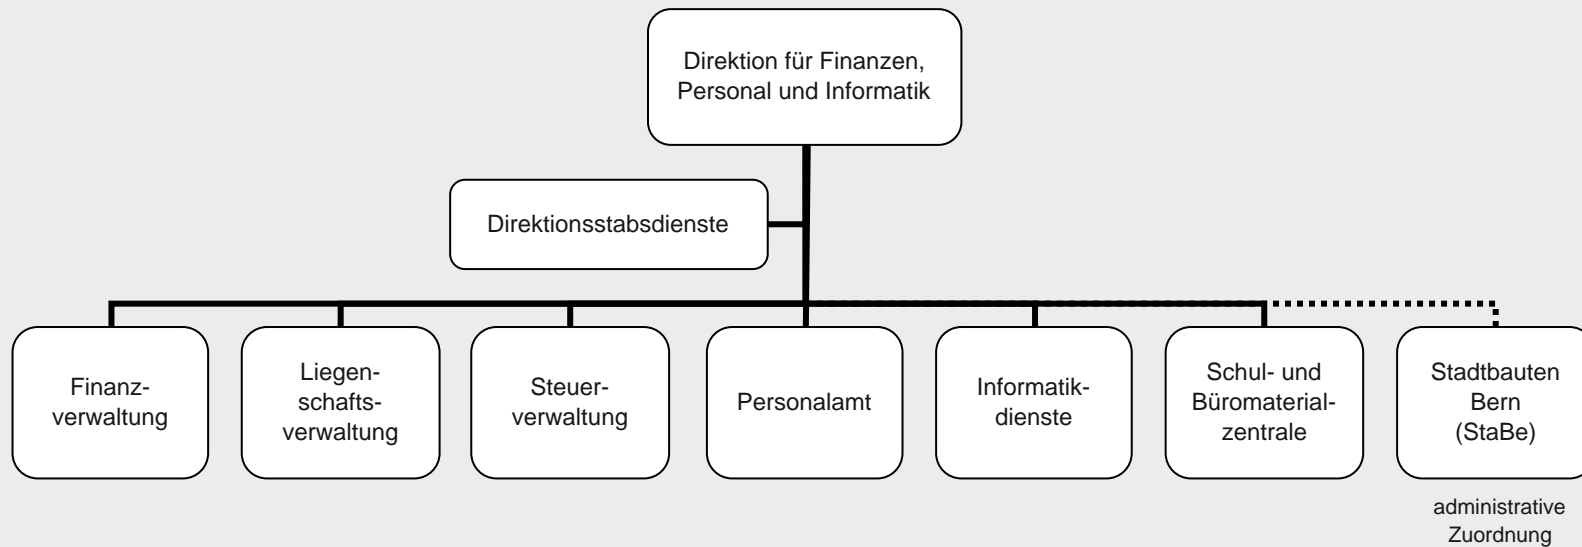 Direktion für Finanzen,
Personal und Informatik
Direktionsstabsdienste
Finanz-
verwaltung
Liegen-
schafts-
verwaltung
Steuer-
verwaltung
Personalamt
Informatik-
dienste
Schul- und
Büromaterial-
zentrale
Stadtbauten
Bern
(StaBe)
administrative
Zuordnung